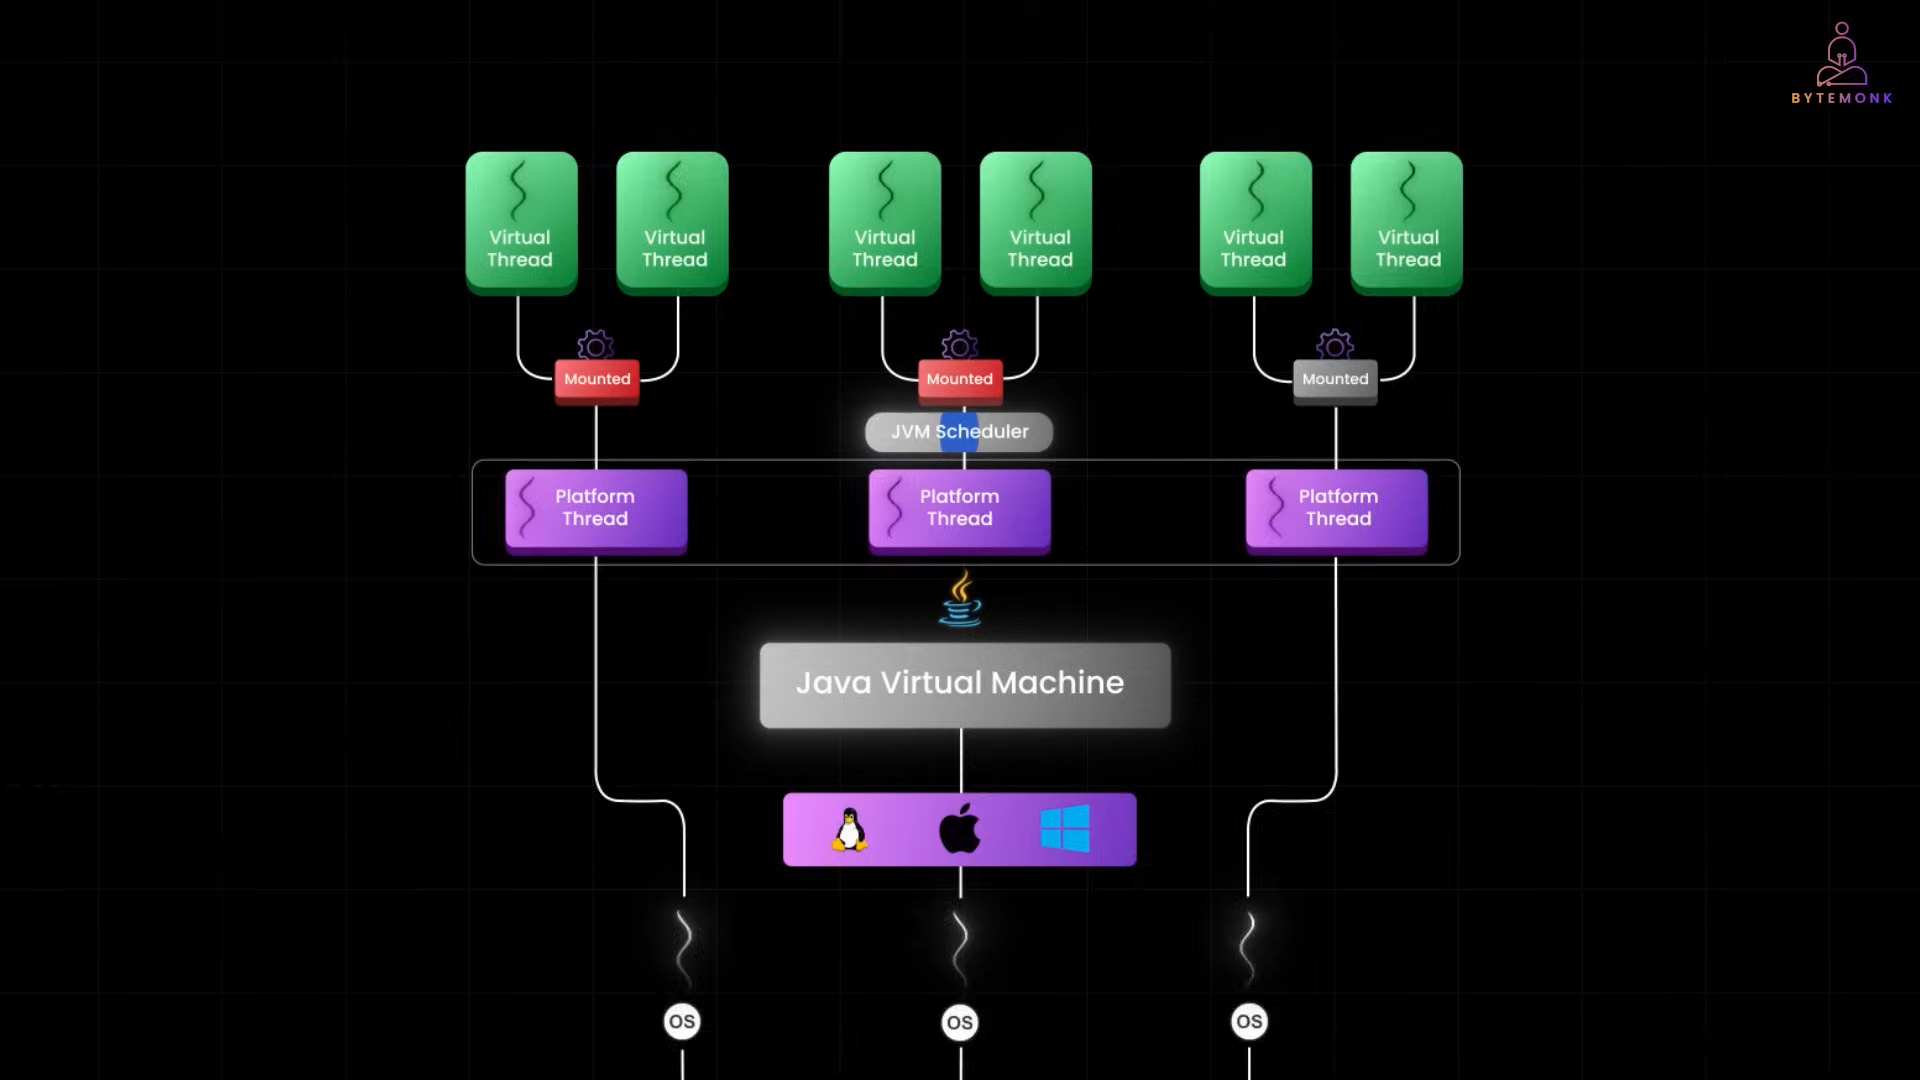 BYTEMONK
Virtual
Thread
Virtual
Thread
Virtual
Thread
Virtual
Thread
Virtual
Thread
Virtual
Thread
Mounted
Mounted
Mounted
JVM Scheduler
Platform
Thread
Platform
Thread
Platform
Thread
Java Virtual Machine
OS
OS
OS